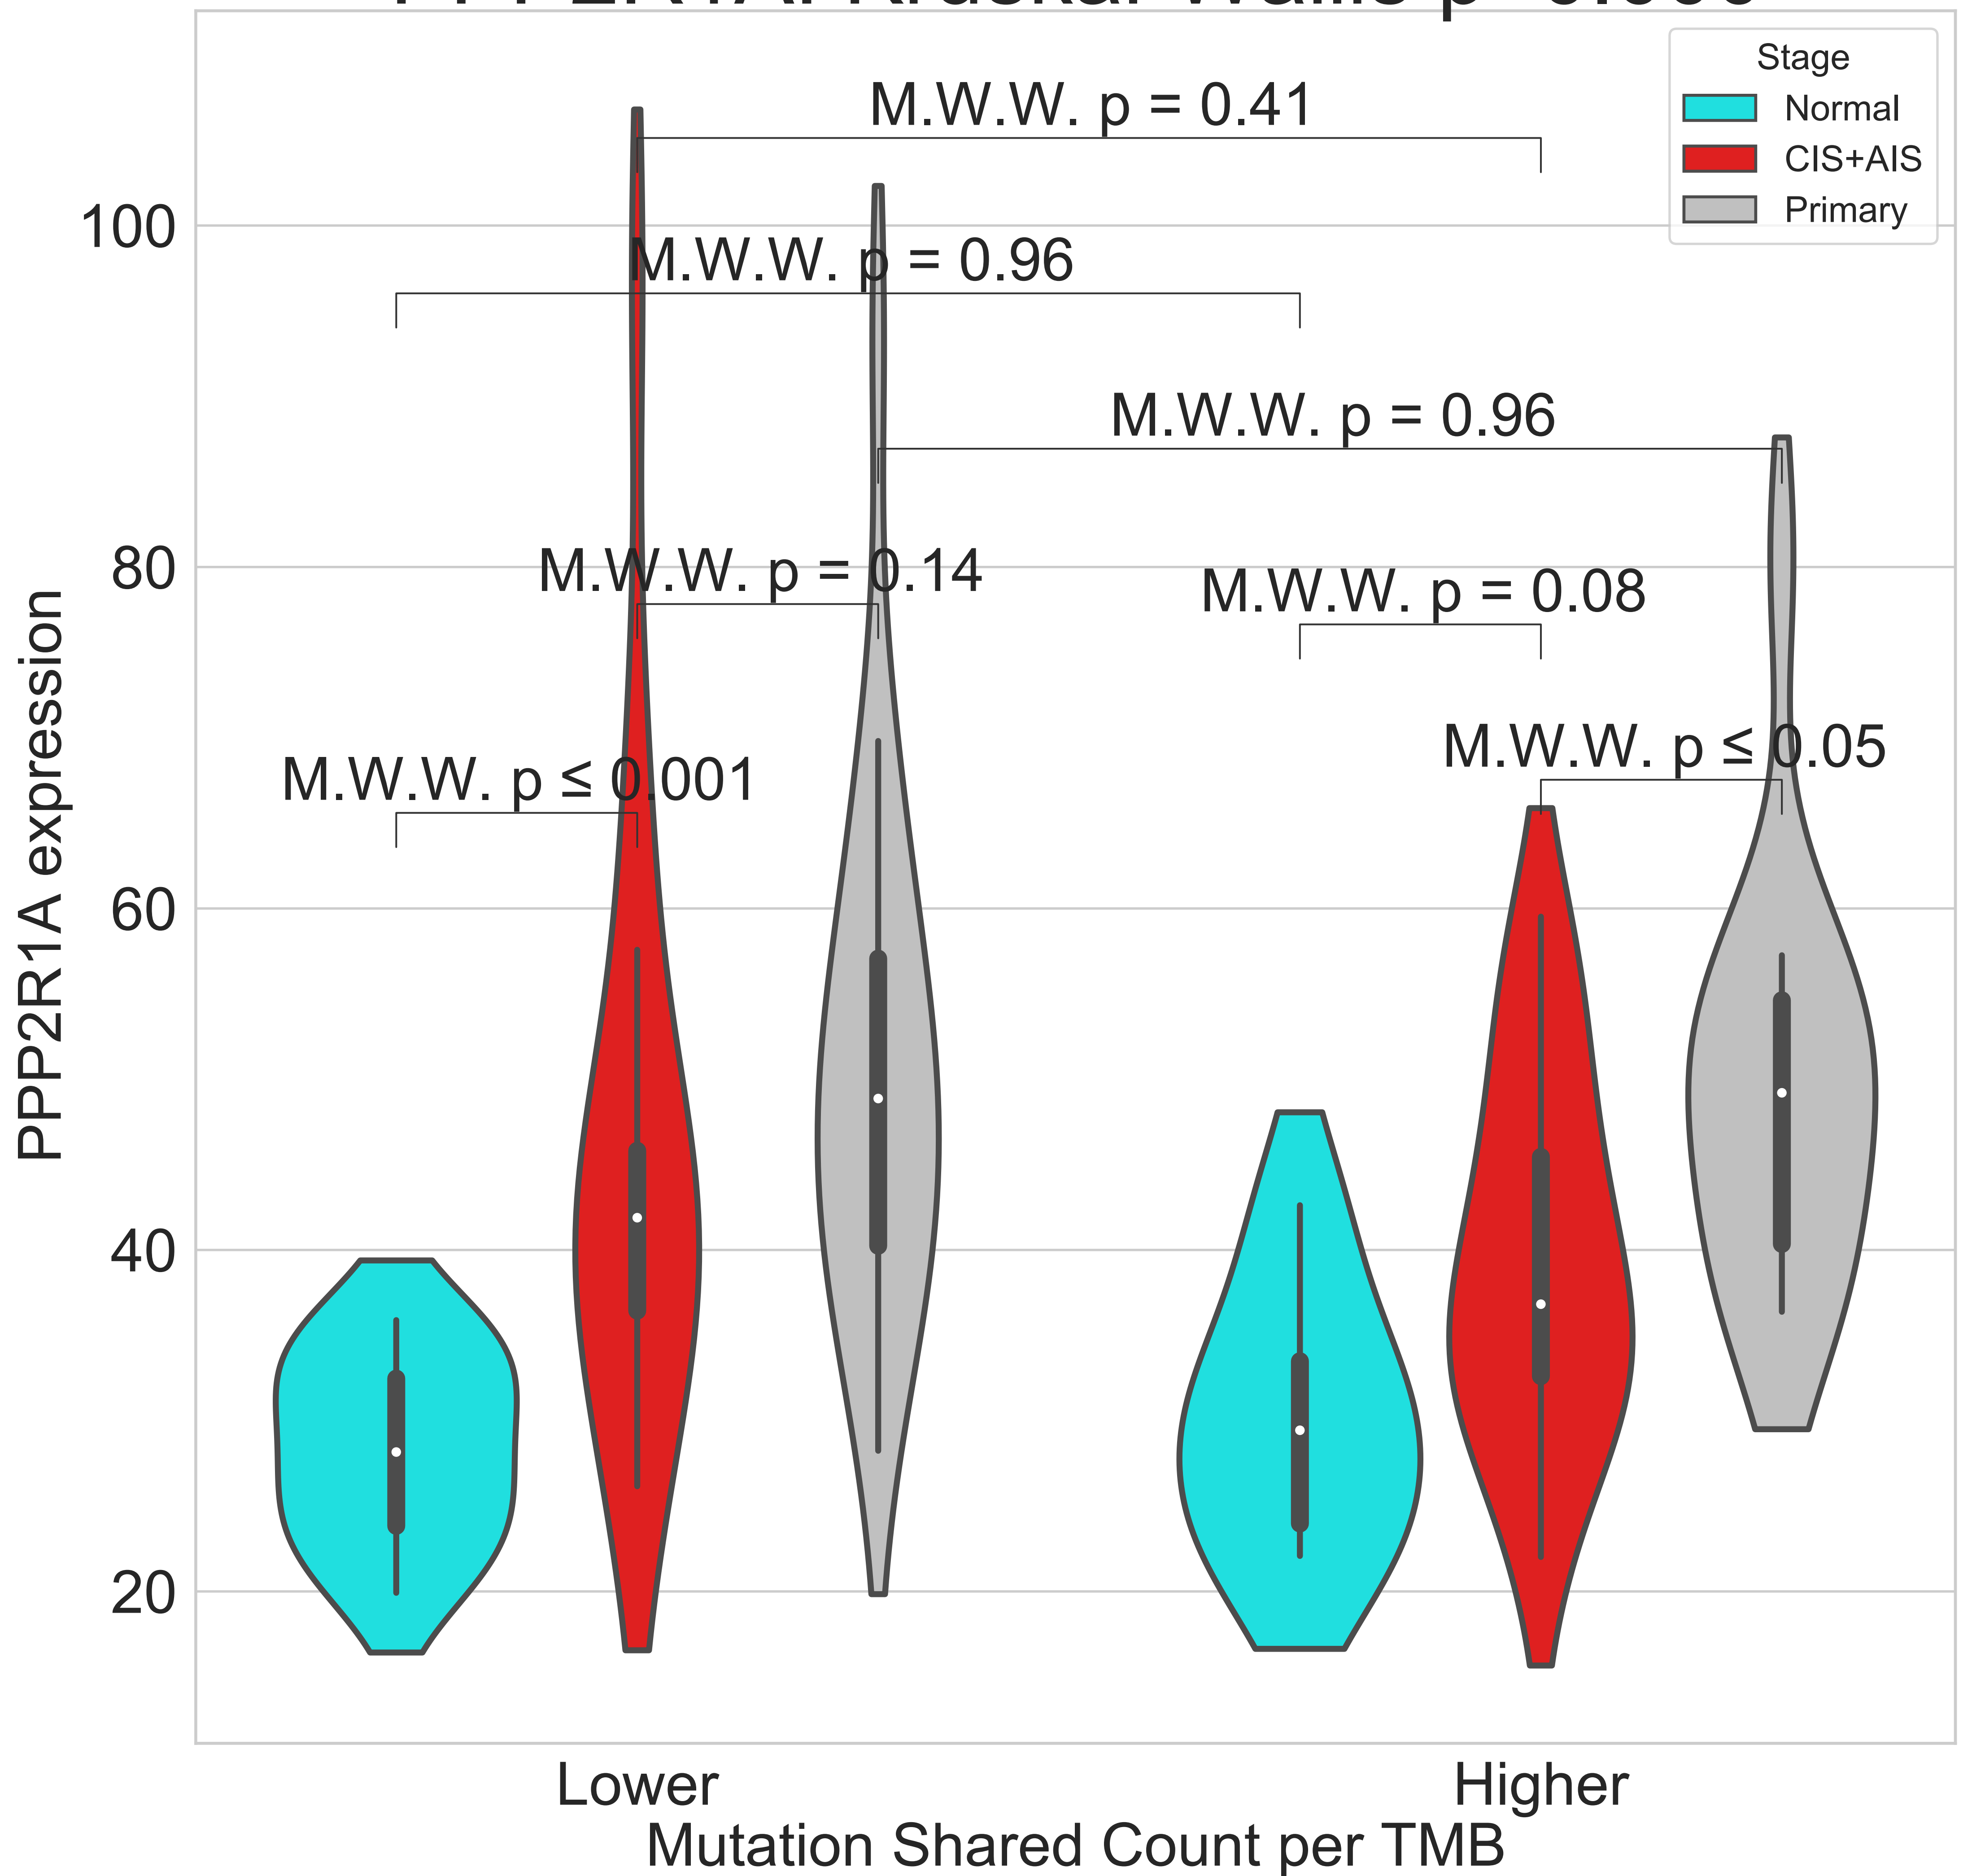 Stage
Normal
CIS+AIS
Primary
M.W.W. p = 0.41
M.W.W. p = 0.96
M.W.W. p = 0.96
M.W.W. p = 0.14
M.W.W. p = 0.08
M.W.W. p ≤ 0.05
M.W.W. p ≤ 0.001
100
80
60
40
20
PPP2R1A expression
Lower
Higher
Mutation Shared Count per TMB